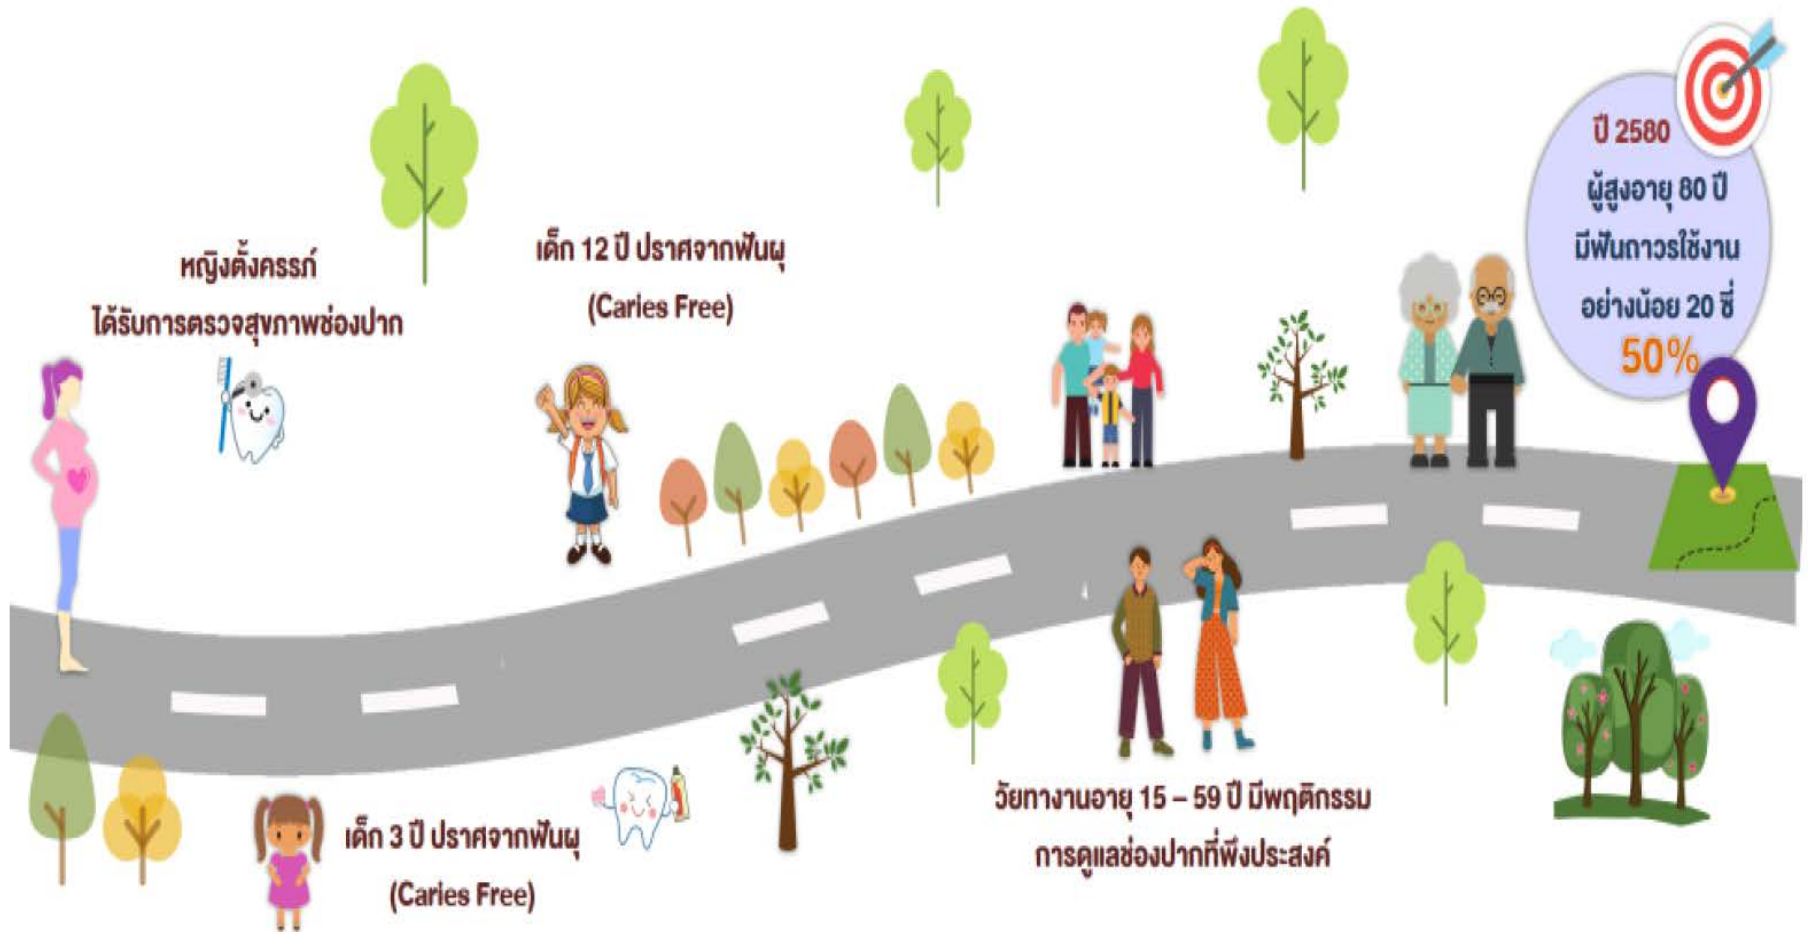 หญิงตั้งครรภ์
ได้รับการตรวจสุขภาพช่องปาก
เด็ก 3 ปี ปราศจากฟันผุ
(Caries Free)
เด็ก 12 ปี ปราศจากฟันผุ
(Caries Free)
วัยทางานอายุ 15 – 59 ปี มีพฤติกรรม
การดูแลช่องปากที่พึงประสงค์
ปี 2580
ผู้สูงอายุ 80 ปี
มีฟันถาวรใช้งาน
อย่างน้อย 20 ซี่
50%